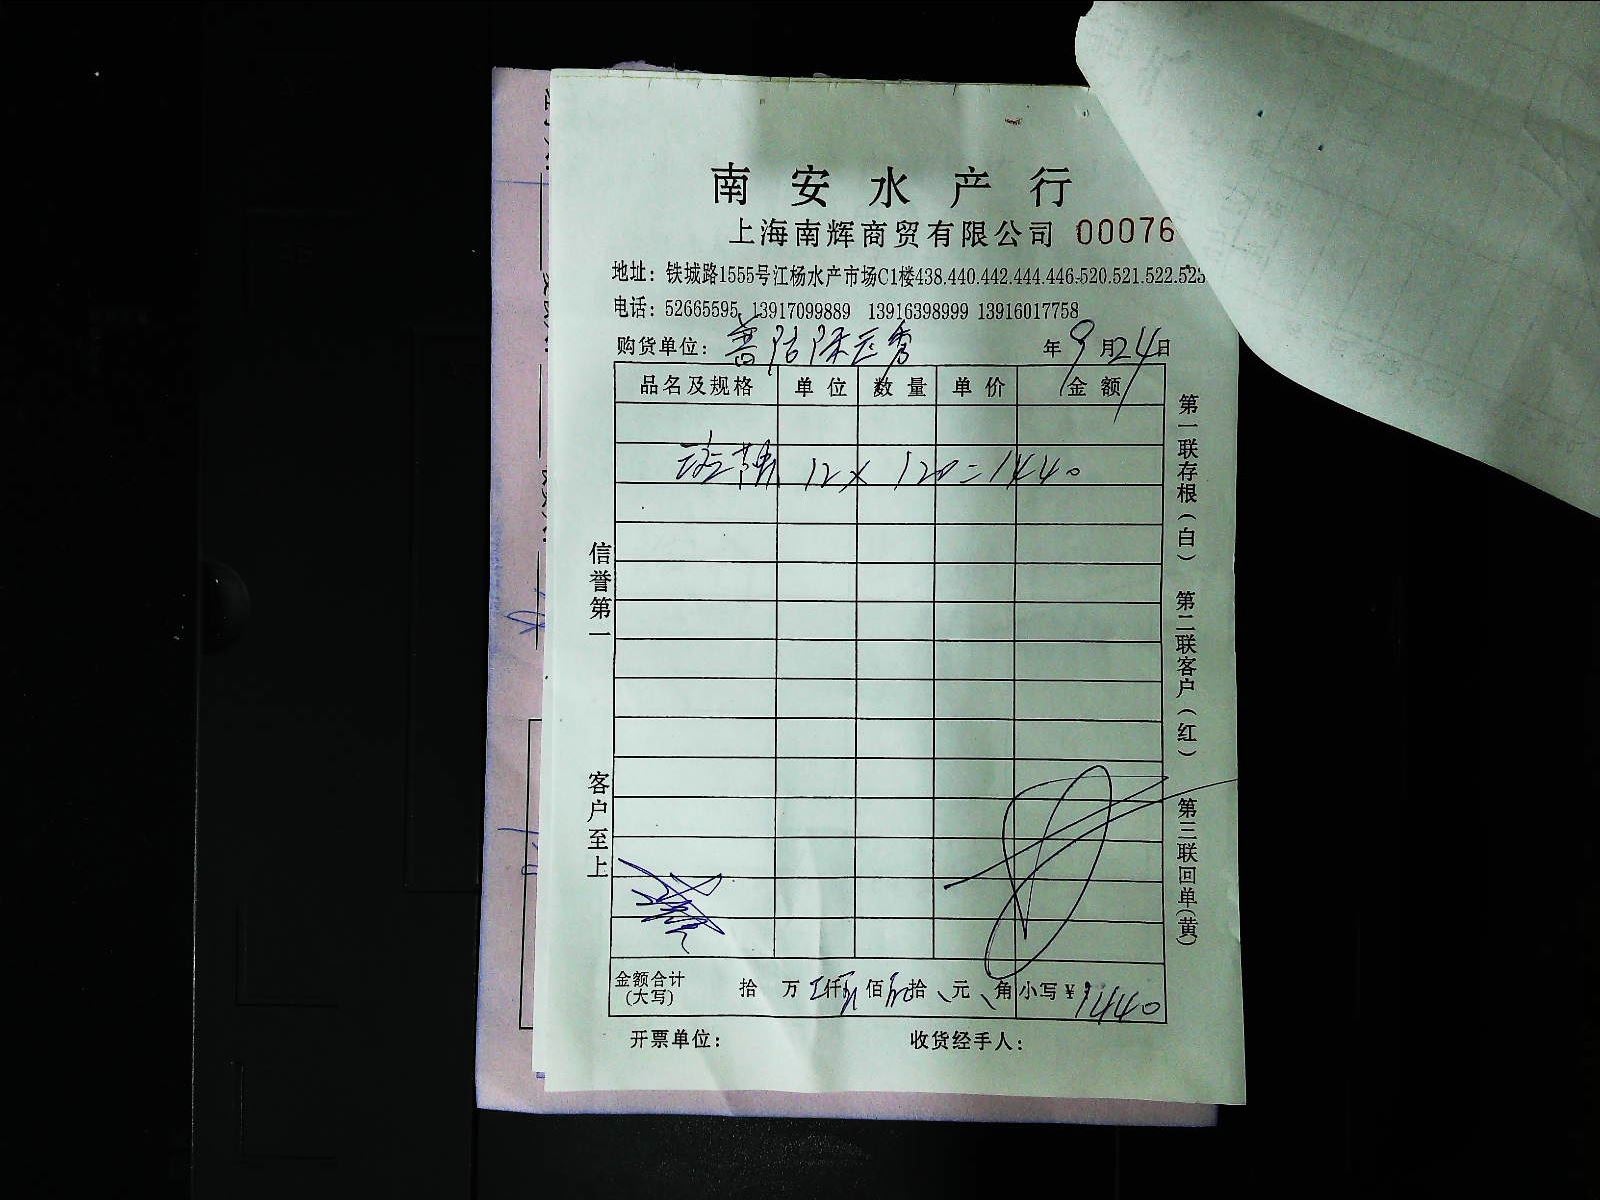 南安水产行
上海南辉商贸有限公司 00076
地址：铁城路1555号江杨水产市场C1楼438.440.442.444.446-520.521.522.523
电话：52665595 13917099889 13916398999 13916017758
购货单位： 年 9 月 24 日
品名及规格 单位 数量 单价 金额
12 × 120 = 1440
信誉第一
客户至上
第一联存根（白） 第二联客户（红） 第三联回单（黄）
金额合计 拾 万 仟 佰 拾 元 角 小写￥ 1440
（大写）
开票单位： 收货经手人：